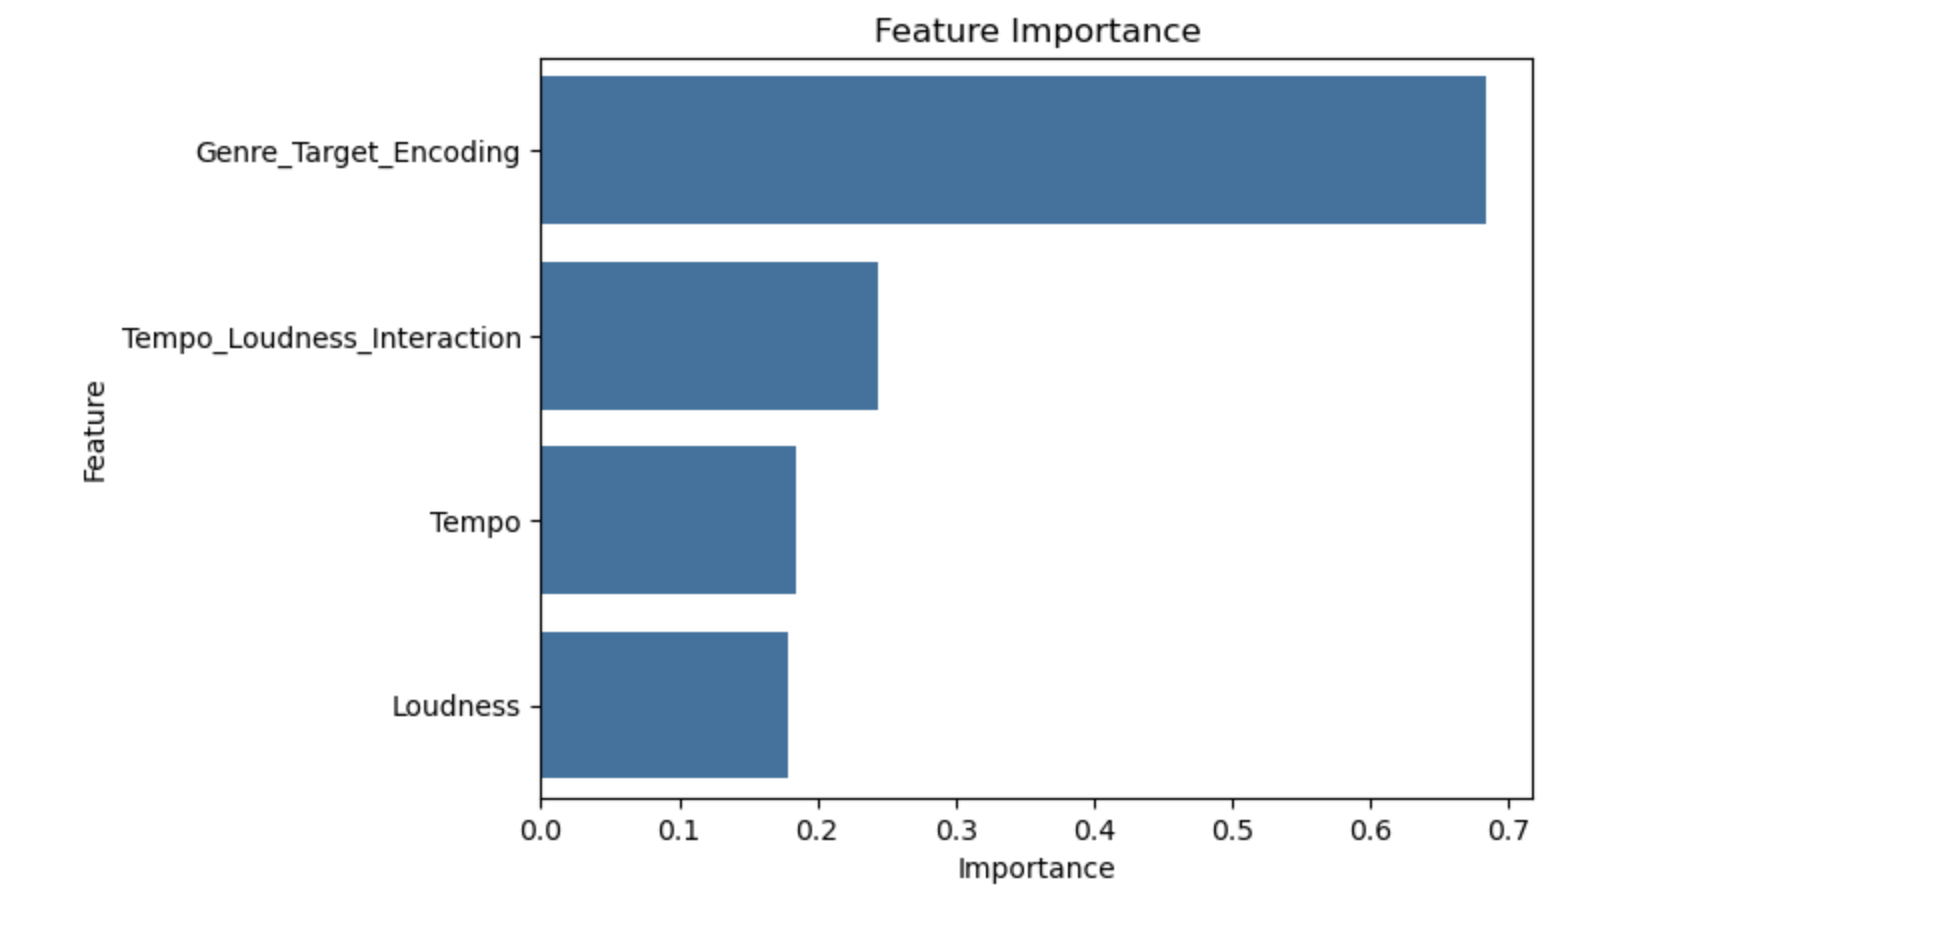 Feature Importance
Genre_Target_Encoding
Tempo_Loudness_Interaction
Feature
Tempo
Loudness
0.0 0.1 0.2 0.3 0.4 0.5 0.6 0.7
Importance